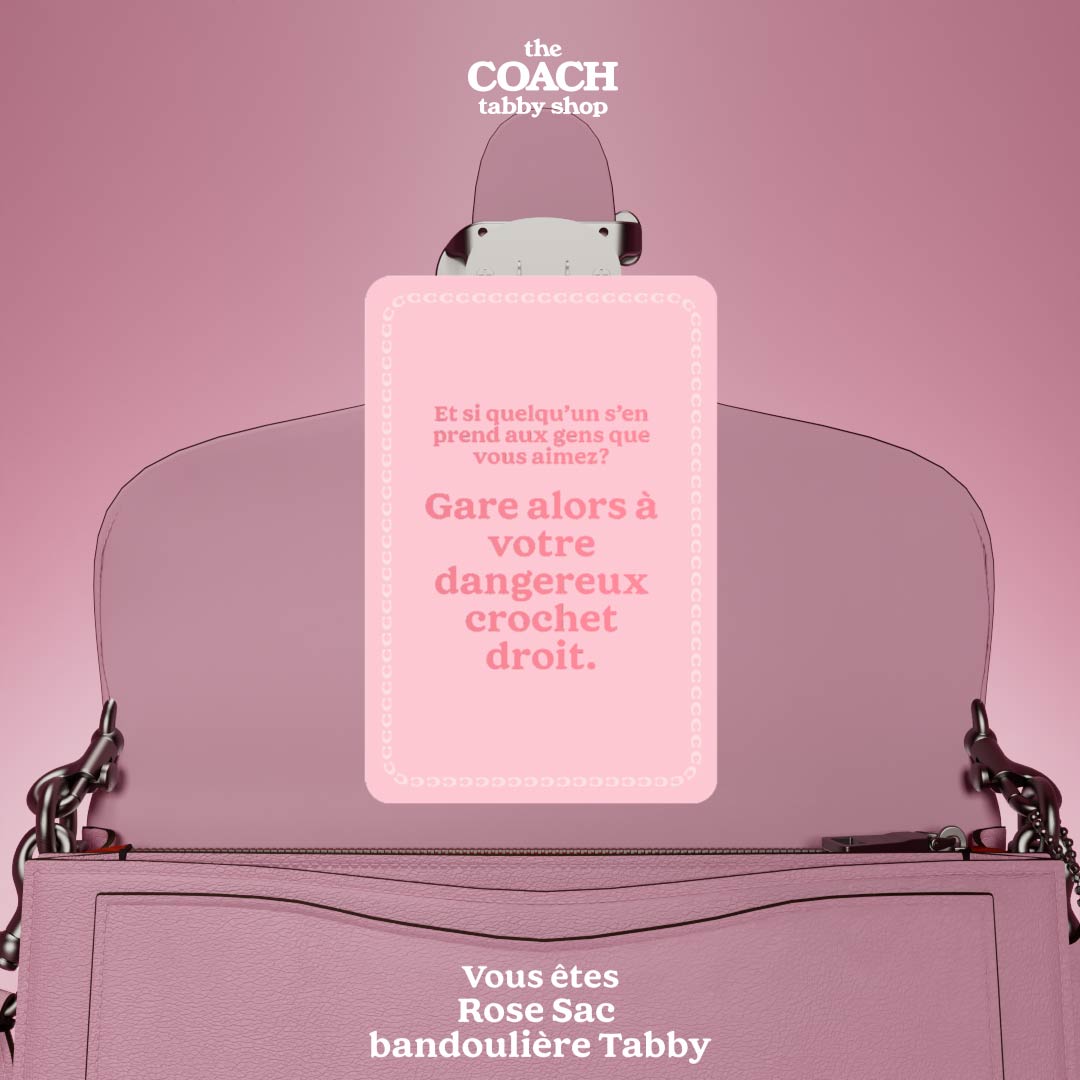 the
COACH
tabby shop
Et si quelqu’un s’en
prend aux gens que
vous aimez?
Gare alors à
votre
dangereux
crochet
droit.
Vous êtes
Rose Sac
bandoulière Tabby